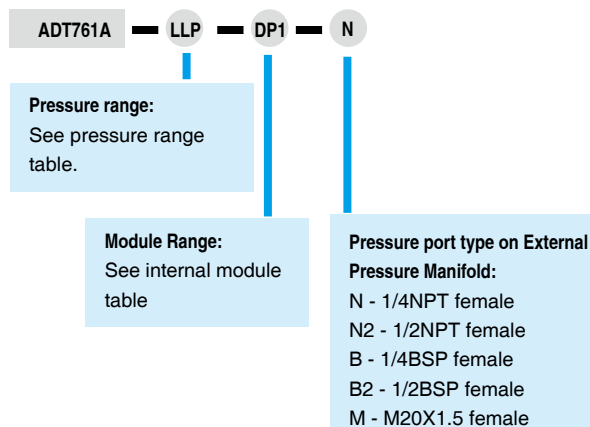 ADT761A LLP DP1 N
Pressure range:
See pressure range
table.
Module Range:
See internal module
table
Pressure port type on External
Pressure Manifold:
N - 1/4NPT female
N2 - 1/2NPT female
B - 1/4BSP female
B2 - 1/2BSP female
M - M20X1.5 female